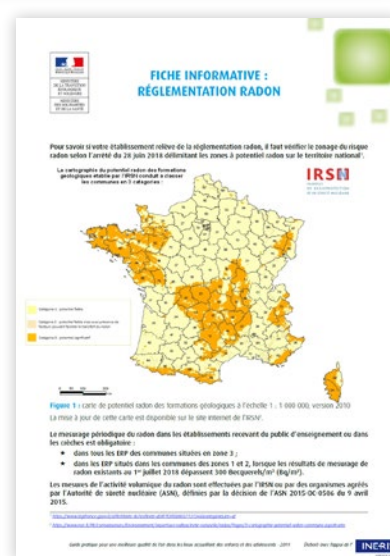 FICHE INFORMATIVE :
RÉGLEMENTATION RADON
Pour savoir si votre établissement relève de la réglementation radon, il faut vérifier le zonage du risque
radon selon l'arrêté du 28 juin 2018 délimitant les zones à potentiel radon sur le territoire national¹.
La cartographie du potentiel radon des formations
géologiques établie par l'IRSN conduit à classer
les communes en 3 catégories :
IRSN
Figure 1 : carte de potentiel radon des formations géologiques à l'échelle 1 : 1 000 000, version 2010
La mise à jour de cette carte est disponible sur le site internet de l'IRSN².
Le mesurage périodique du radon dans les établissements recevant du public d'enseignement ou dans
les crèches est obligatoire :
dans tous les ERP des communes situées en zone 3 ;
dans les ERP situés dans les communes des zones 1 et 2, lorsque les résultats de mesurage de
radon existants au 1er juillet 2018 dépassent 300 Becquerels/m³ (Bq/m³).
Les mesures de l'activité volumique du radon sont effectuées par l'IRSN ou par des organismes agréés
par l'Autorité de sûreté nucléaire (ASN), définies par la décision de l'ASN 2015-DC-0506 du 9 avril
2015.
INERIS